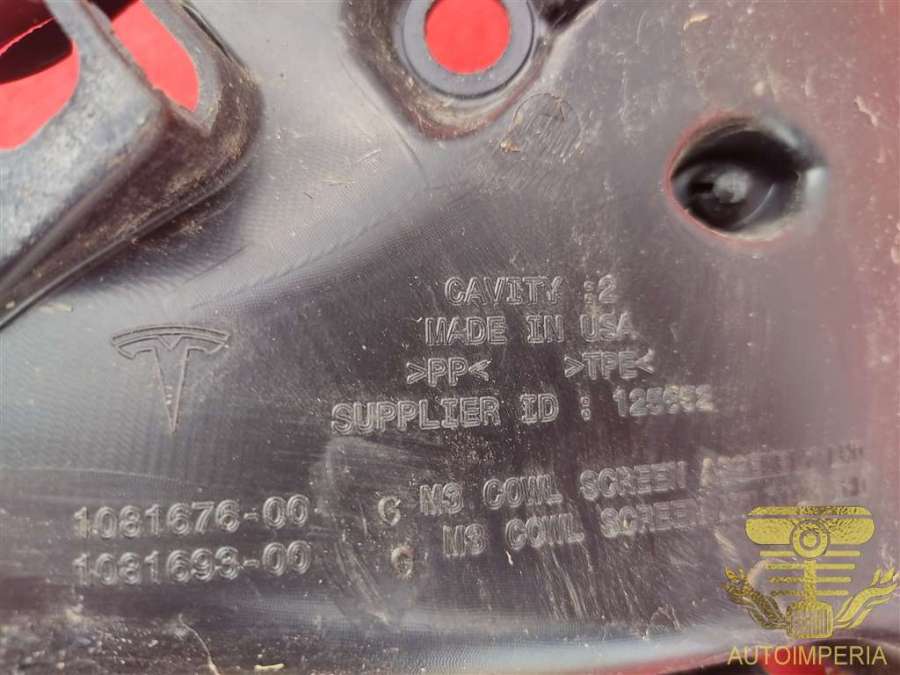 CAVITY :2
MADE IN USA
>PP< >TPE<
SUPPLIER ID : 125652
1081676-00 G M3 COWL SCREEN
1081693-00 G M3 COWL SCREEN
AUTOIMPERIA